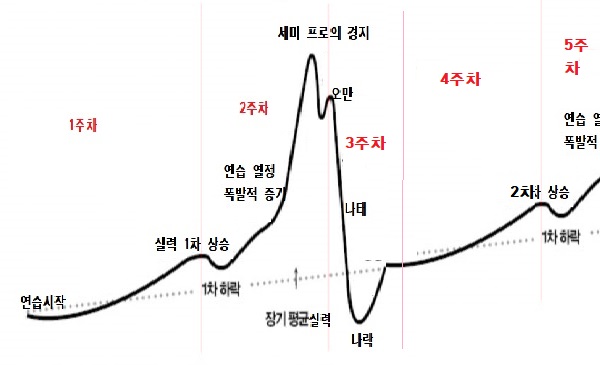 세미 프로의 경지
5주
차
4주차
오만
2주차
1주차
3주차
연습 열정
폭발적 증가
연습 열
폭발적
2차차 상승
나태
실력 1차 상승
1차 하락
1차 하락
연습시작
장기 평균실력
나락